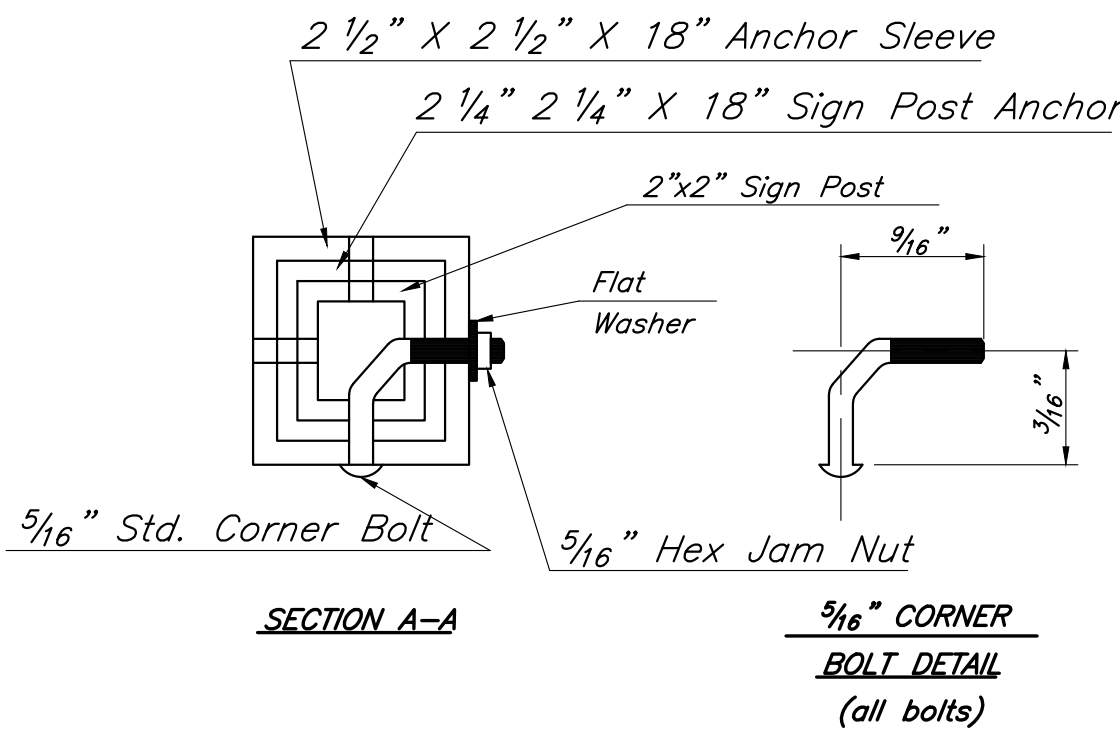 2 1/2" X 2 1/2" X 18" Anchor Sleeve
2 1/4" 2 1/4" X 18" Sign Post Anchor
2"x2" Sign Post
9/16"
Flat
Washer
3/16"
5/16" Std. Corner Bolt
5/16" Hex Jam Nut
SECTION A-A
5/16" CORNER
BOLT DETAIL
(all bolts)